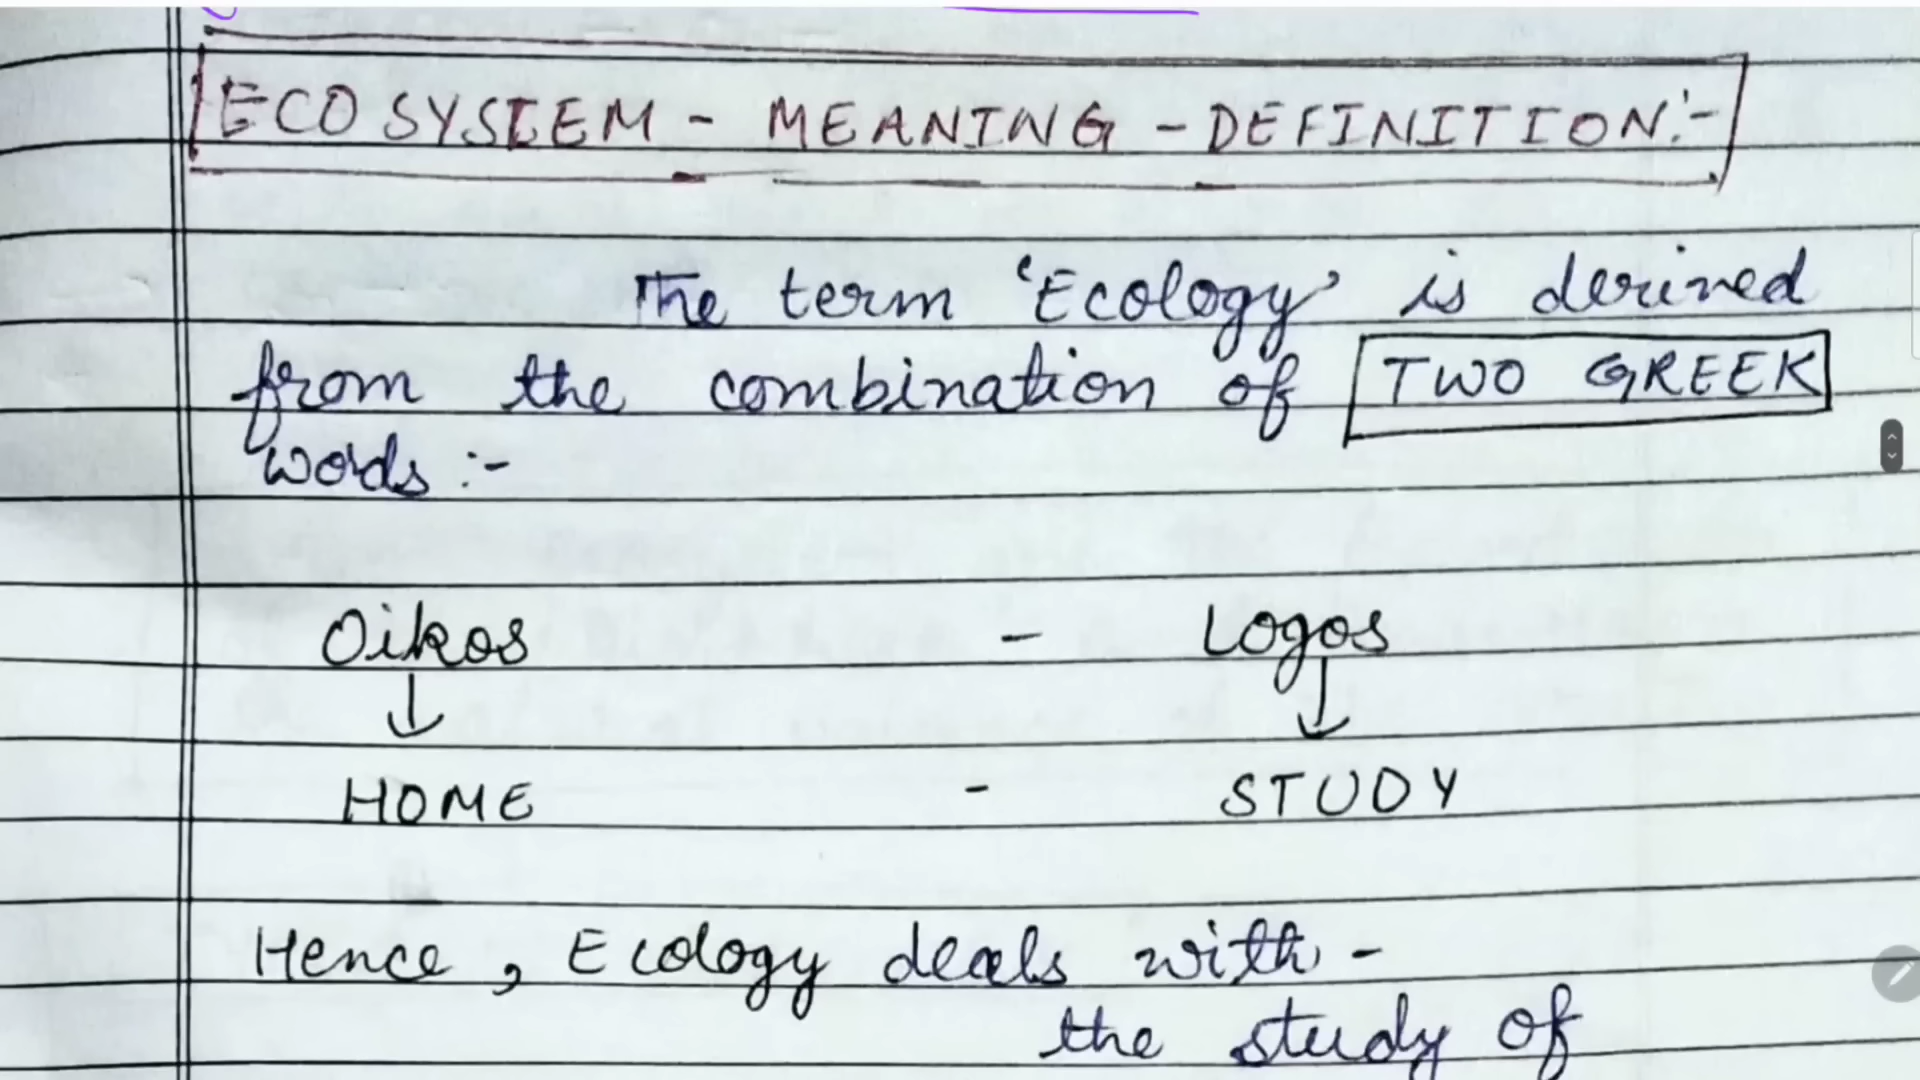 ECOSYSTEM - MEANING - DEFINITION:-
The term 'Ecology' is derived
from the combination of TWO GREEK
words :-
Oikos - Logos
↓ ↓
HOME - STUDY
Hence, Ecology deals with -
the study of